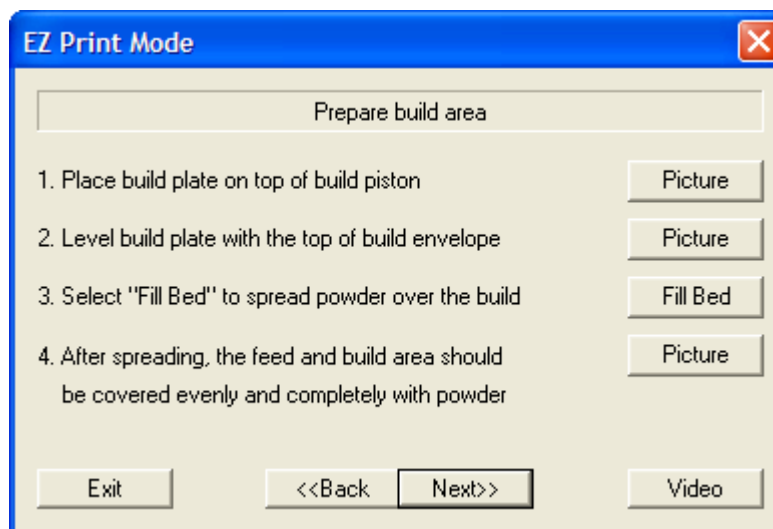 EZ Print Mode
Prepare build area
1. Place build plate on top of build piston
Picture
2. Level build plate with the top of build envelope
Picture
3. Select "Fill Bed" to spread powder over the build
Fill Bed
4. After spreading, the feed and build area should
Picture
be covered evenly and completely with powder
Exit
<<Back
Next>>
Video